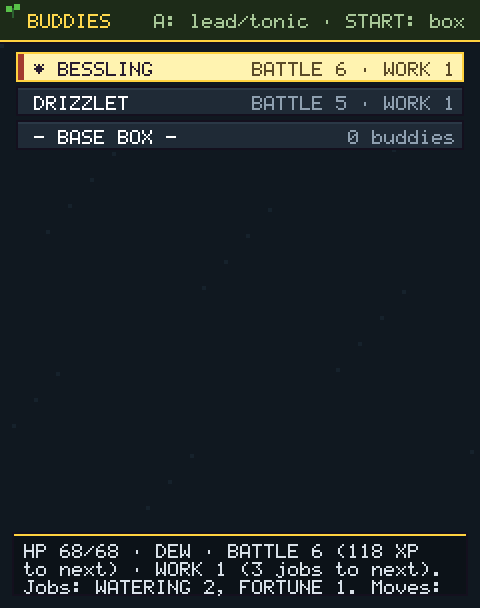 BUDDIES A: lead/tonic · START: box
* BESSLING BATTLE 6 · WORK 1
DRIZZLET BATTLE 5 · WORK 1
- BASE BOX - 0 buddies
HP 68/68 · DEW · BATTLE 6 (118 XP
to next) · WORK 1 (3 jobs to next).
Jobs: WATERING 2, FORTUNE 1. Moves: